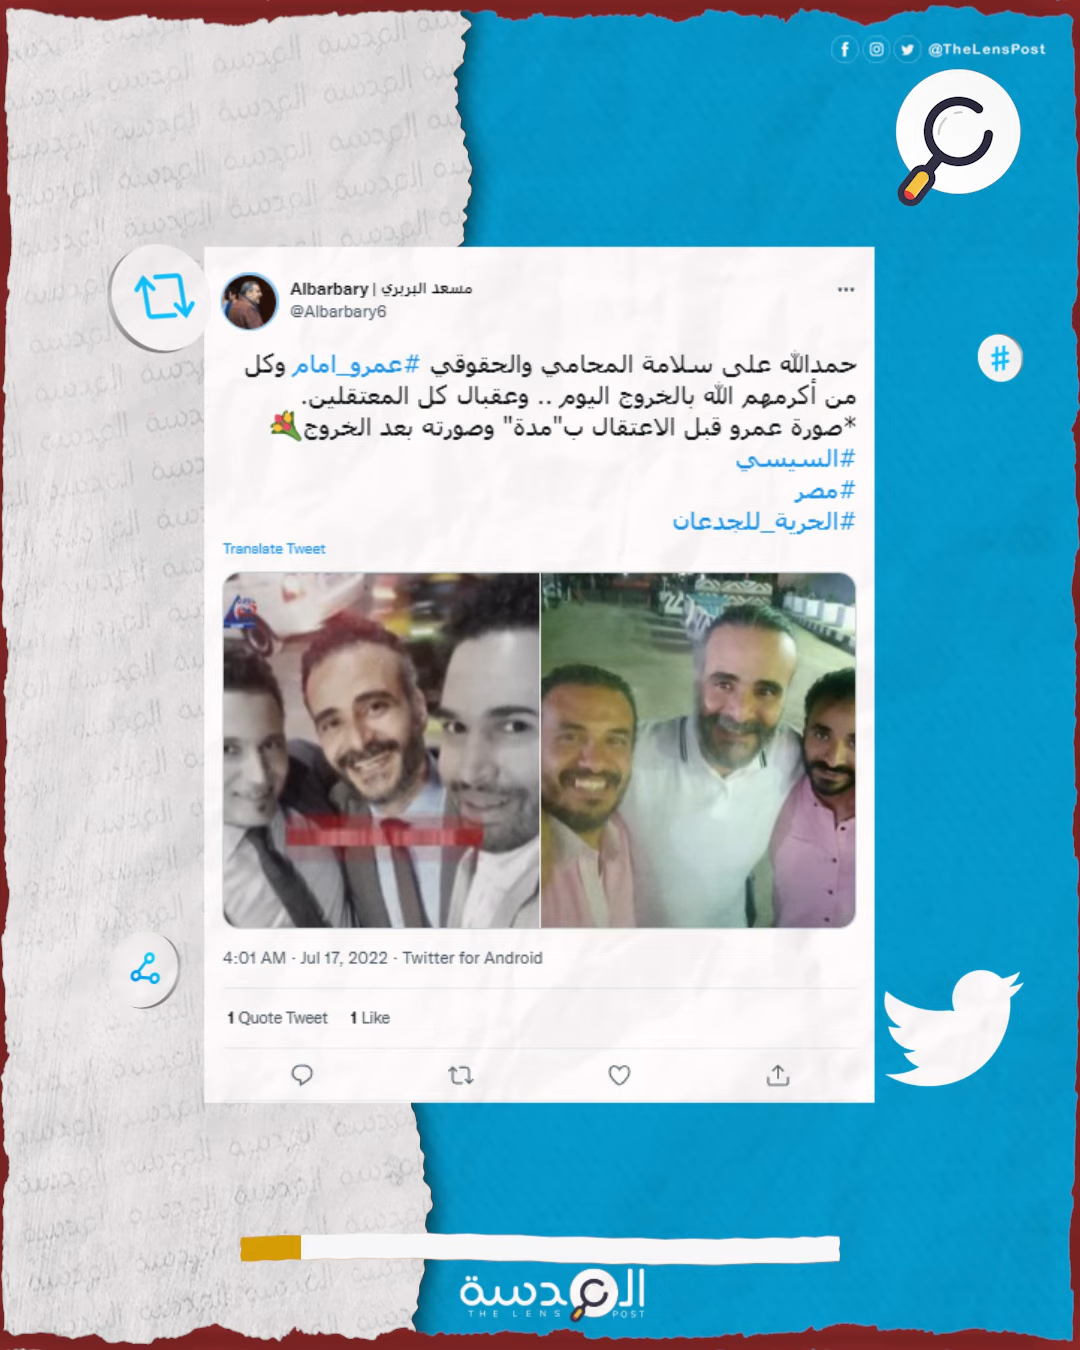 @TheLensPost
Albarbary | مسعد البربري
@Albarbary6
حمدالله على سلامة المحامي والحقوقي #عمرو_امام وكل
من أكرمهم الله بالخروج اليوم .. وعقبال كل المعتقلين.
*صورة عمرو قبل الاعتقال ب"مدة" وصورته بعد الخروج
#السيسي
#مصر
#الحرية_للجدعان
Translate Tweet
4:01 AM · Jul 17, 2022 · Twitter for Android
1 Quote Tweet 1 Like
العدسة
THE LENS POST